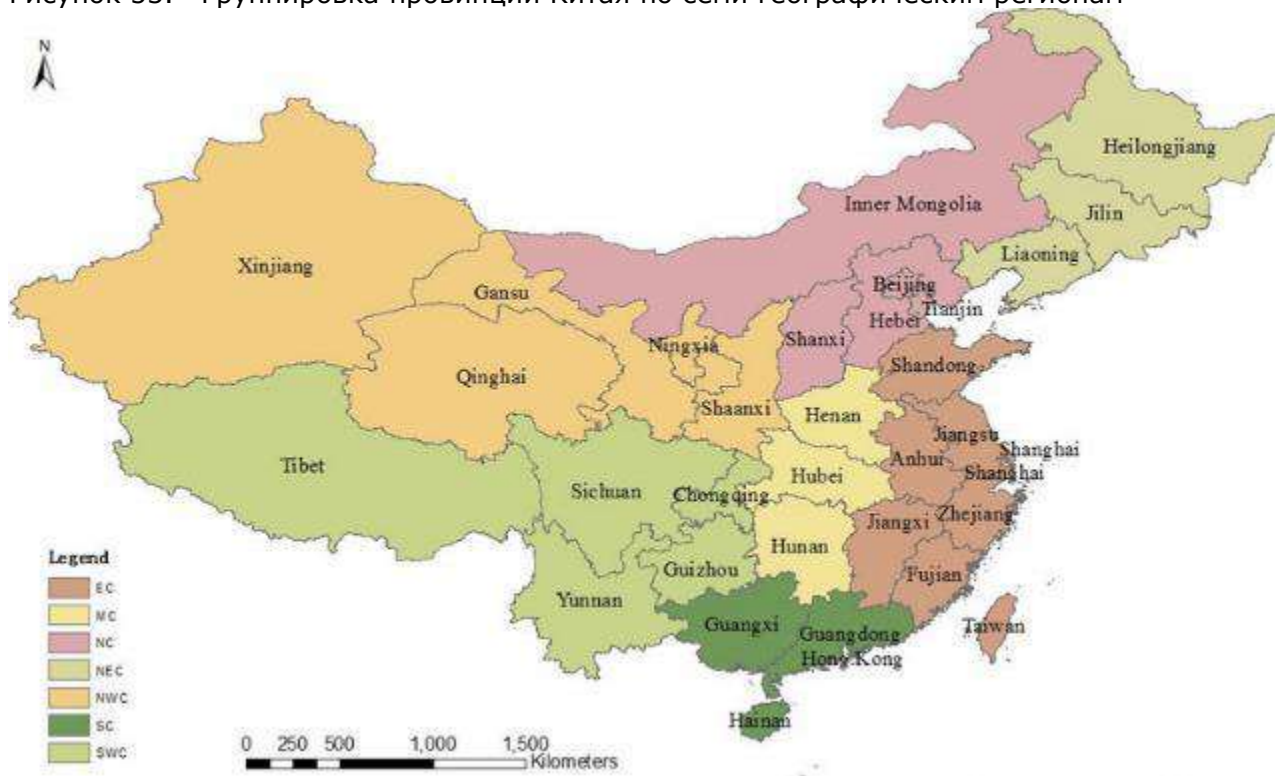 Рисунок 53. Группировка провинций Китая по семи географическим регионам
N
Heilongjiang
Inner Mongolia
Jilin
Xinjiang
Liaoning
Gansu
Beijing
Tianjin
Hebei
Shanxi
Ningxia
Shandong
Qinghai
Shaanxi
Henan
Jiangsu
Shanghai
Anhui
Tibet
Hubei
Shanghai
Sichuan
Chongqing
Zhejiang
Jiangxi
Hunan
Legend
Guizhou
Fujian
EC
Yunnan
MC
Guangxi
Guangdong
Taiwan
NC
Hong Kong
NEC
NWC
SC
Hainan
SWC
0 250 500 1,000 1,500
Kilometers